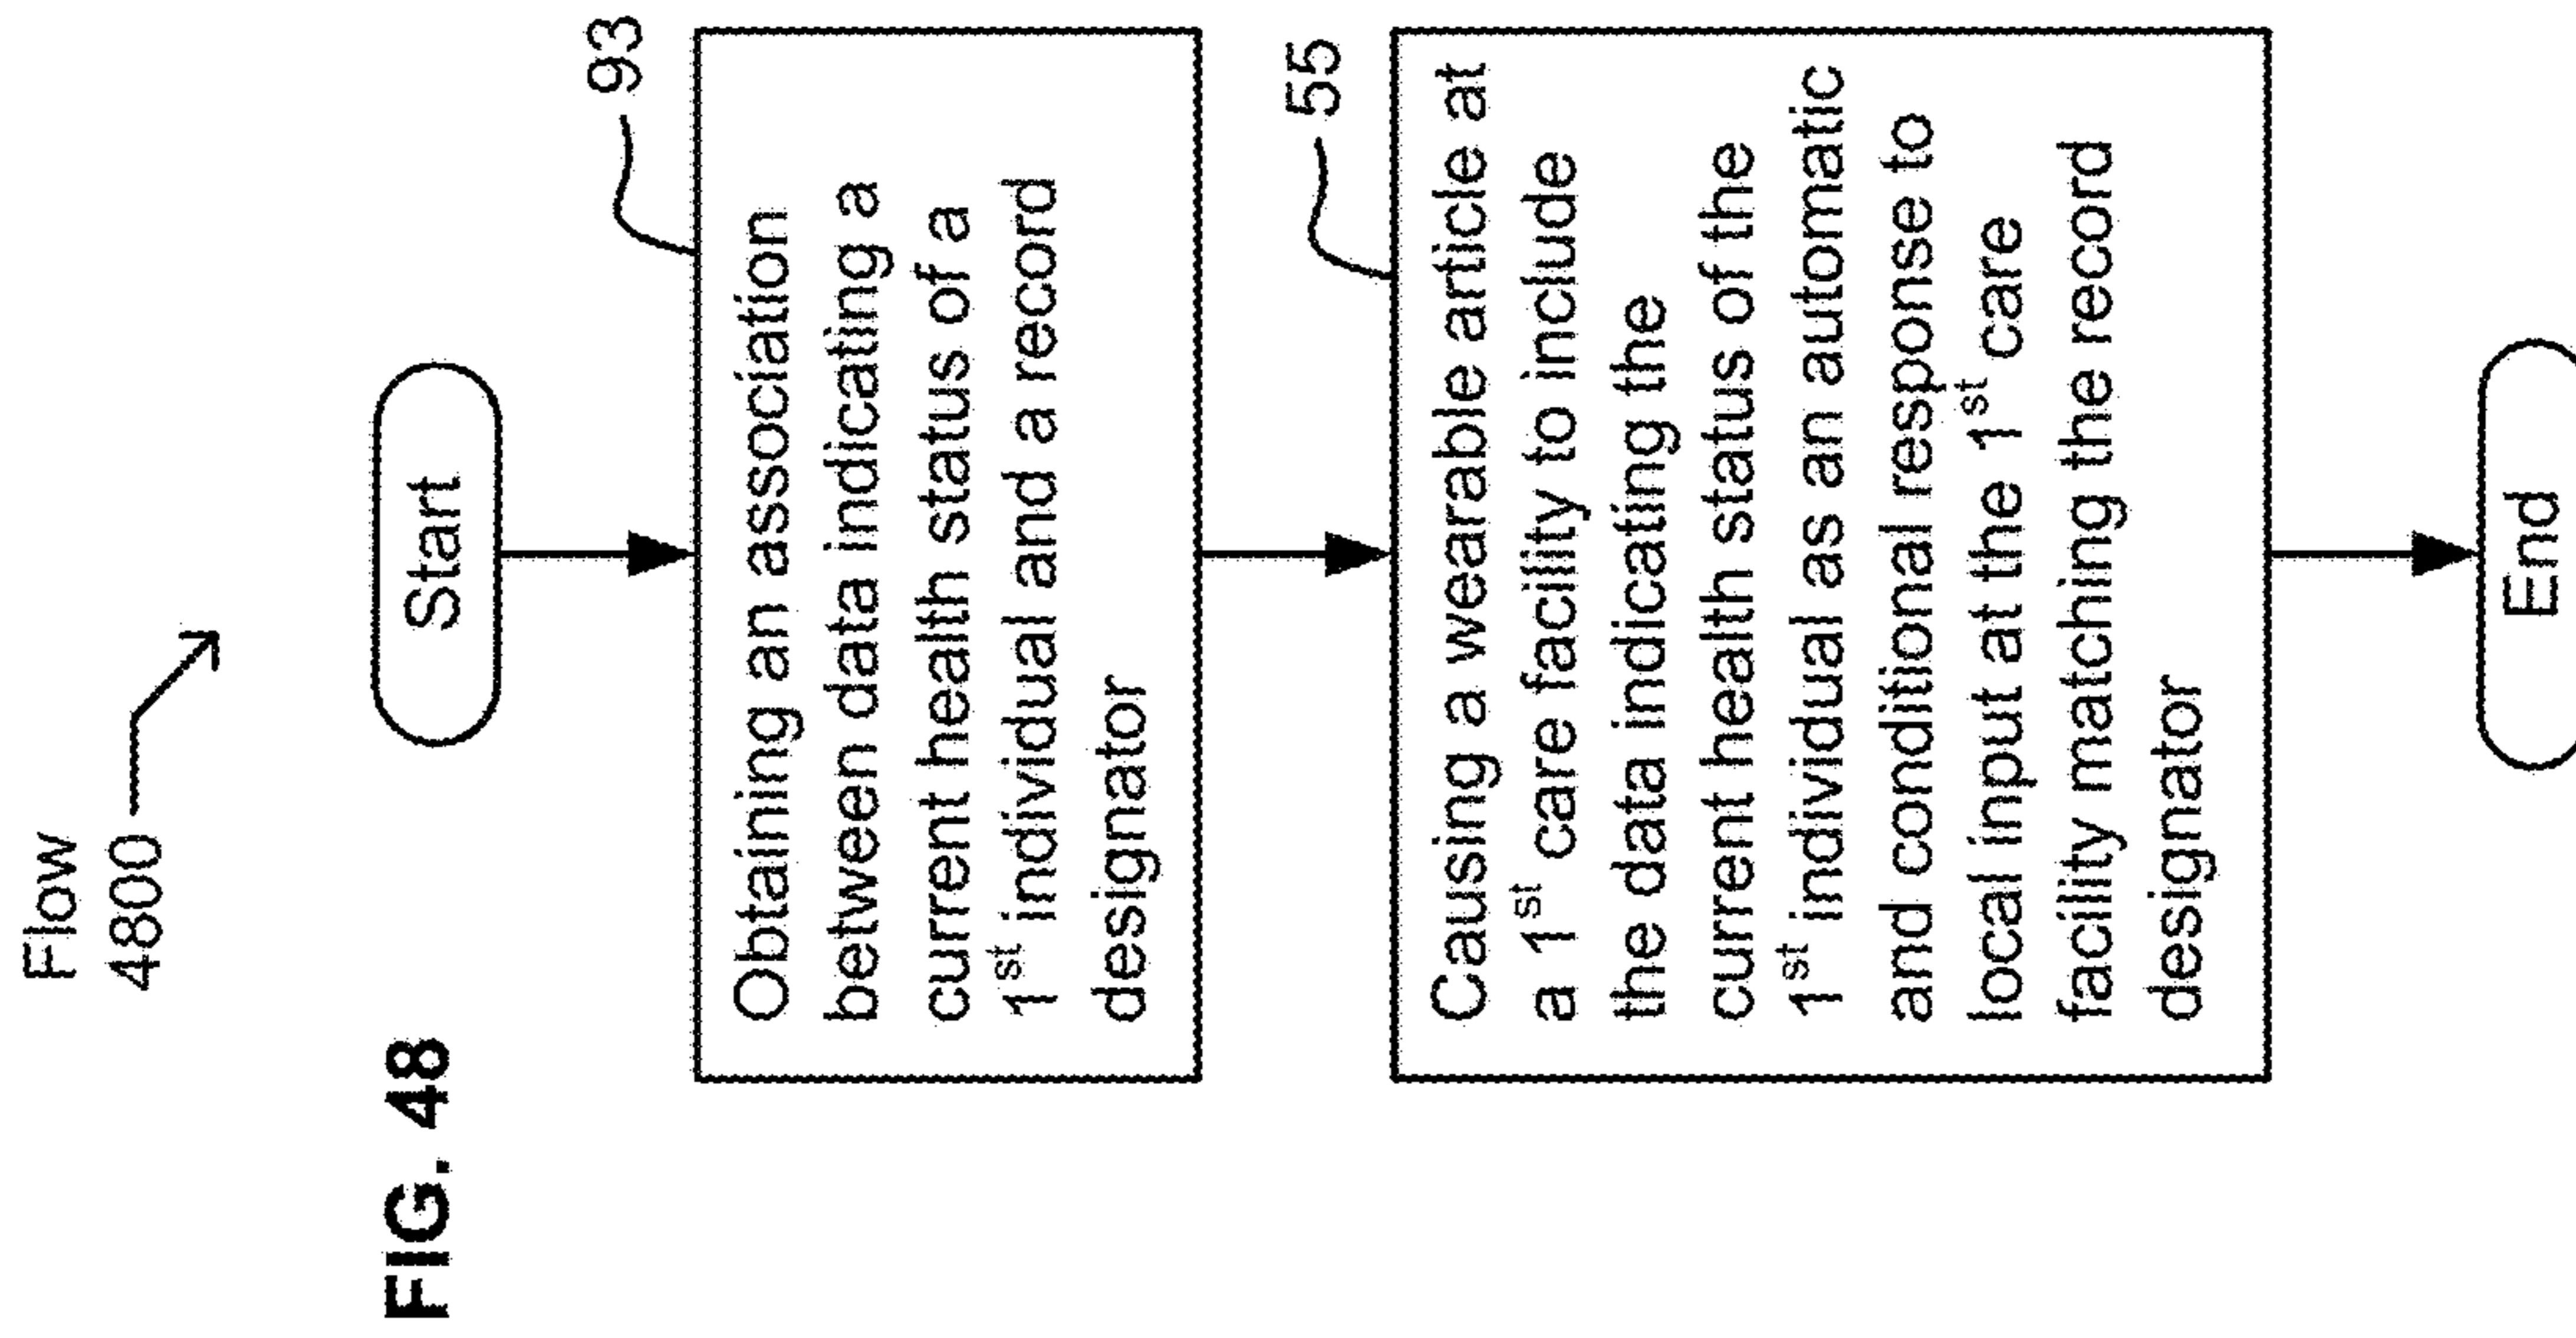 FIG. 48
Flow
4800
Start
93
Obtaining an association
between data indicating a
current health status of a
1st individual and a record
designator
55
Causing a wearable article at
a 1st care facility to include
the data indicating the
current health status of the
1st individual as an automatic
and conditional response to
local input at the 1st care
facility matching the record
designator
End